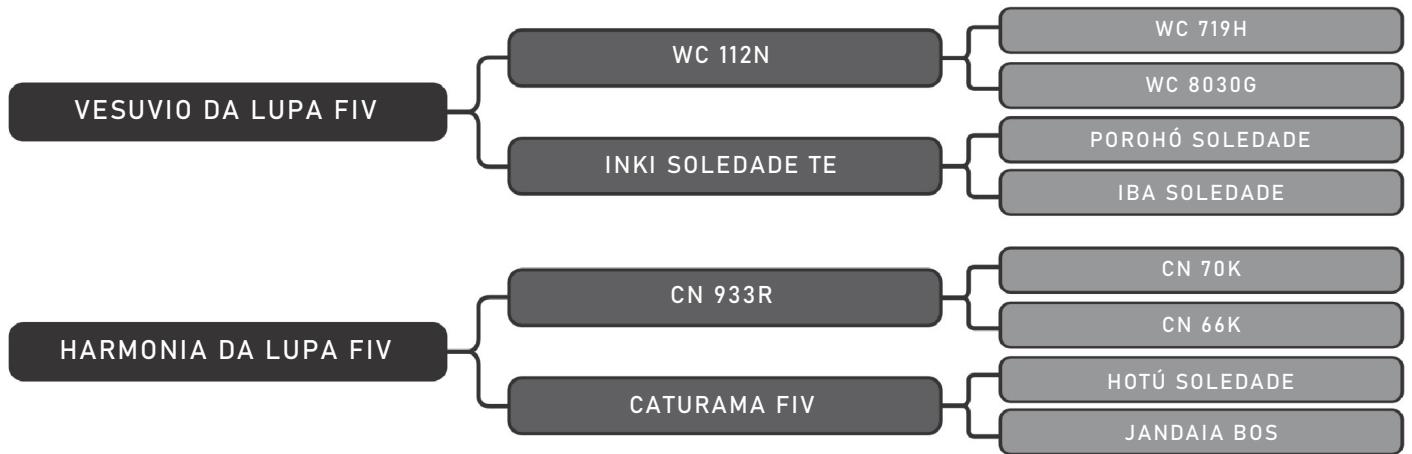 VESUVIO DA LUPA FIV
WC 112N
WC 719H
WC 8030G
INKI SOLEDADE TE
POROHÓ SOLEDADE
IBA SOLEDADE
HARMONIA DA LUPA FIV
CN 933R
CN 70K
CN 66K
CATURAMA FIV
HOTÚ SOLEDADE
JANDAIA BOS